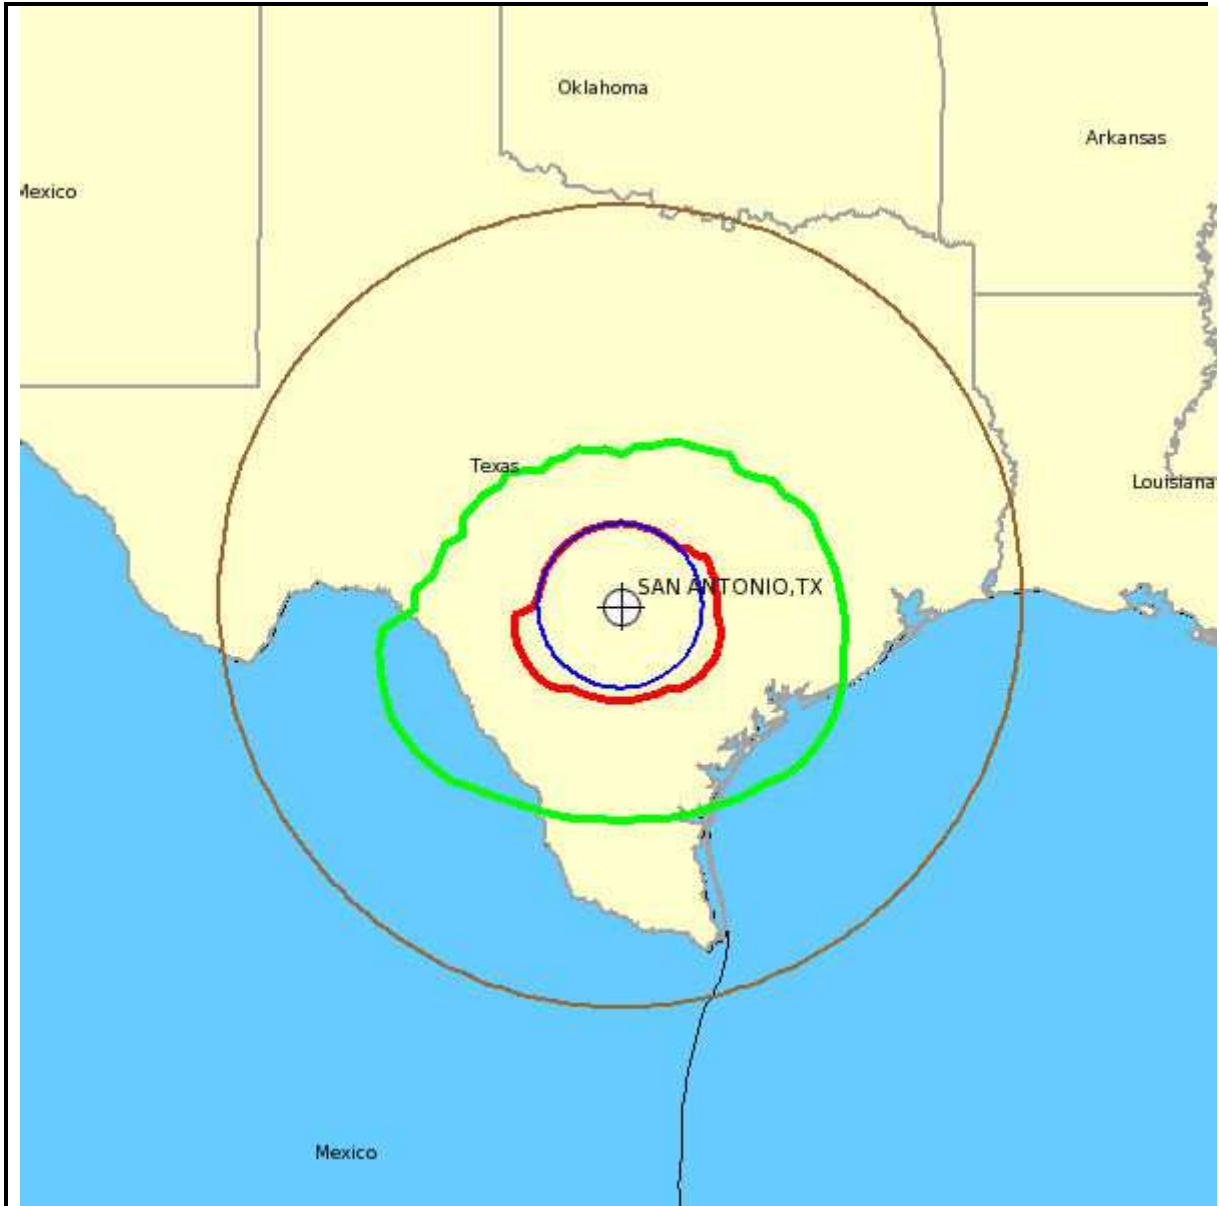 Oklahoma
Arkansas
Mexico
Texas
Louisiana
SAN ANTONIO,TX
Mexico